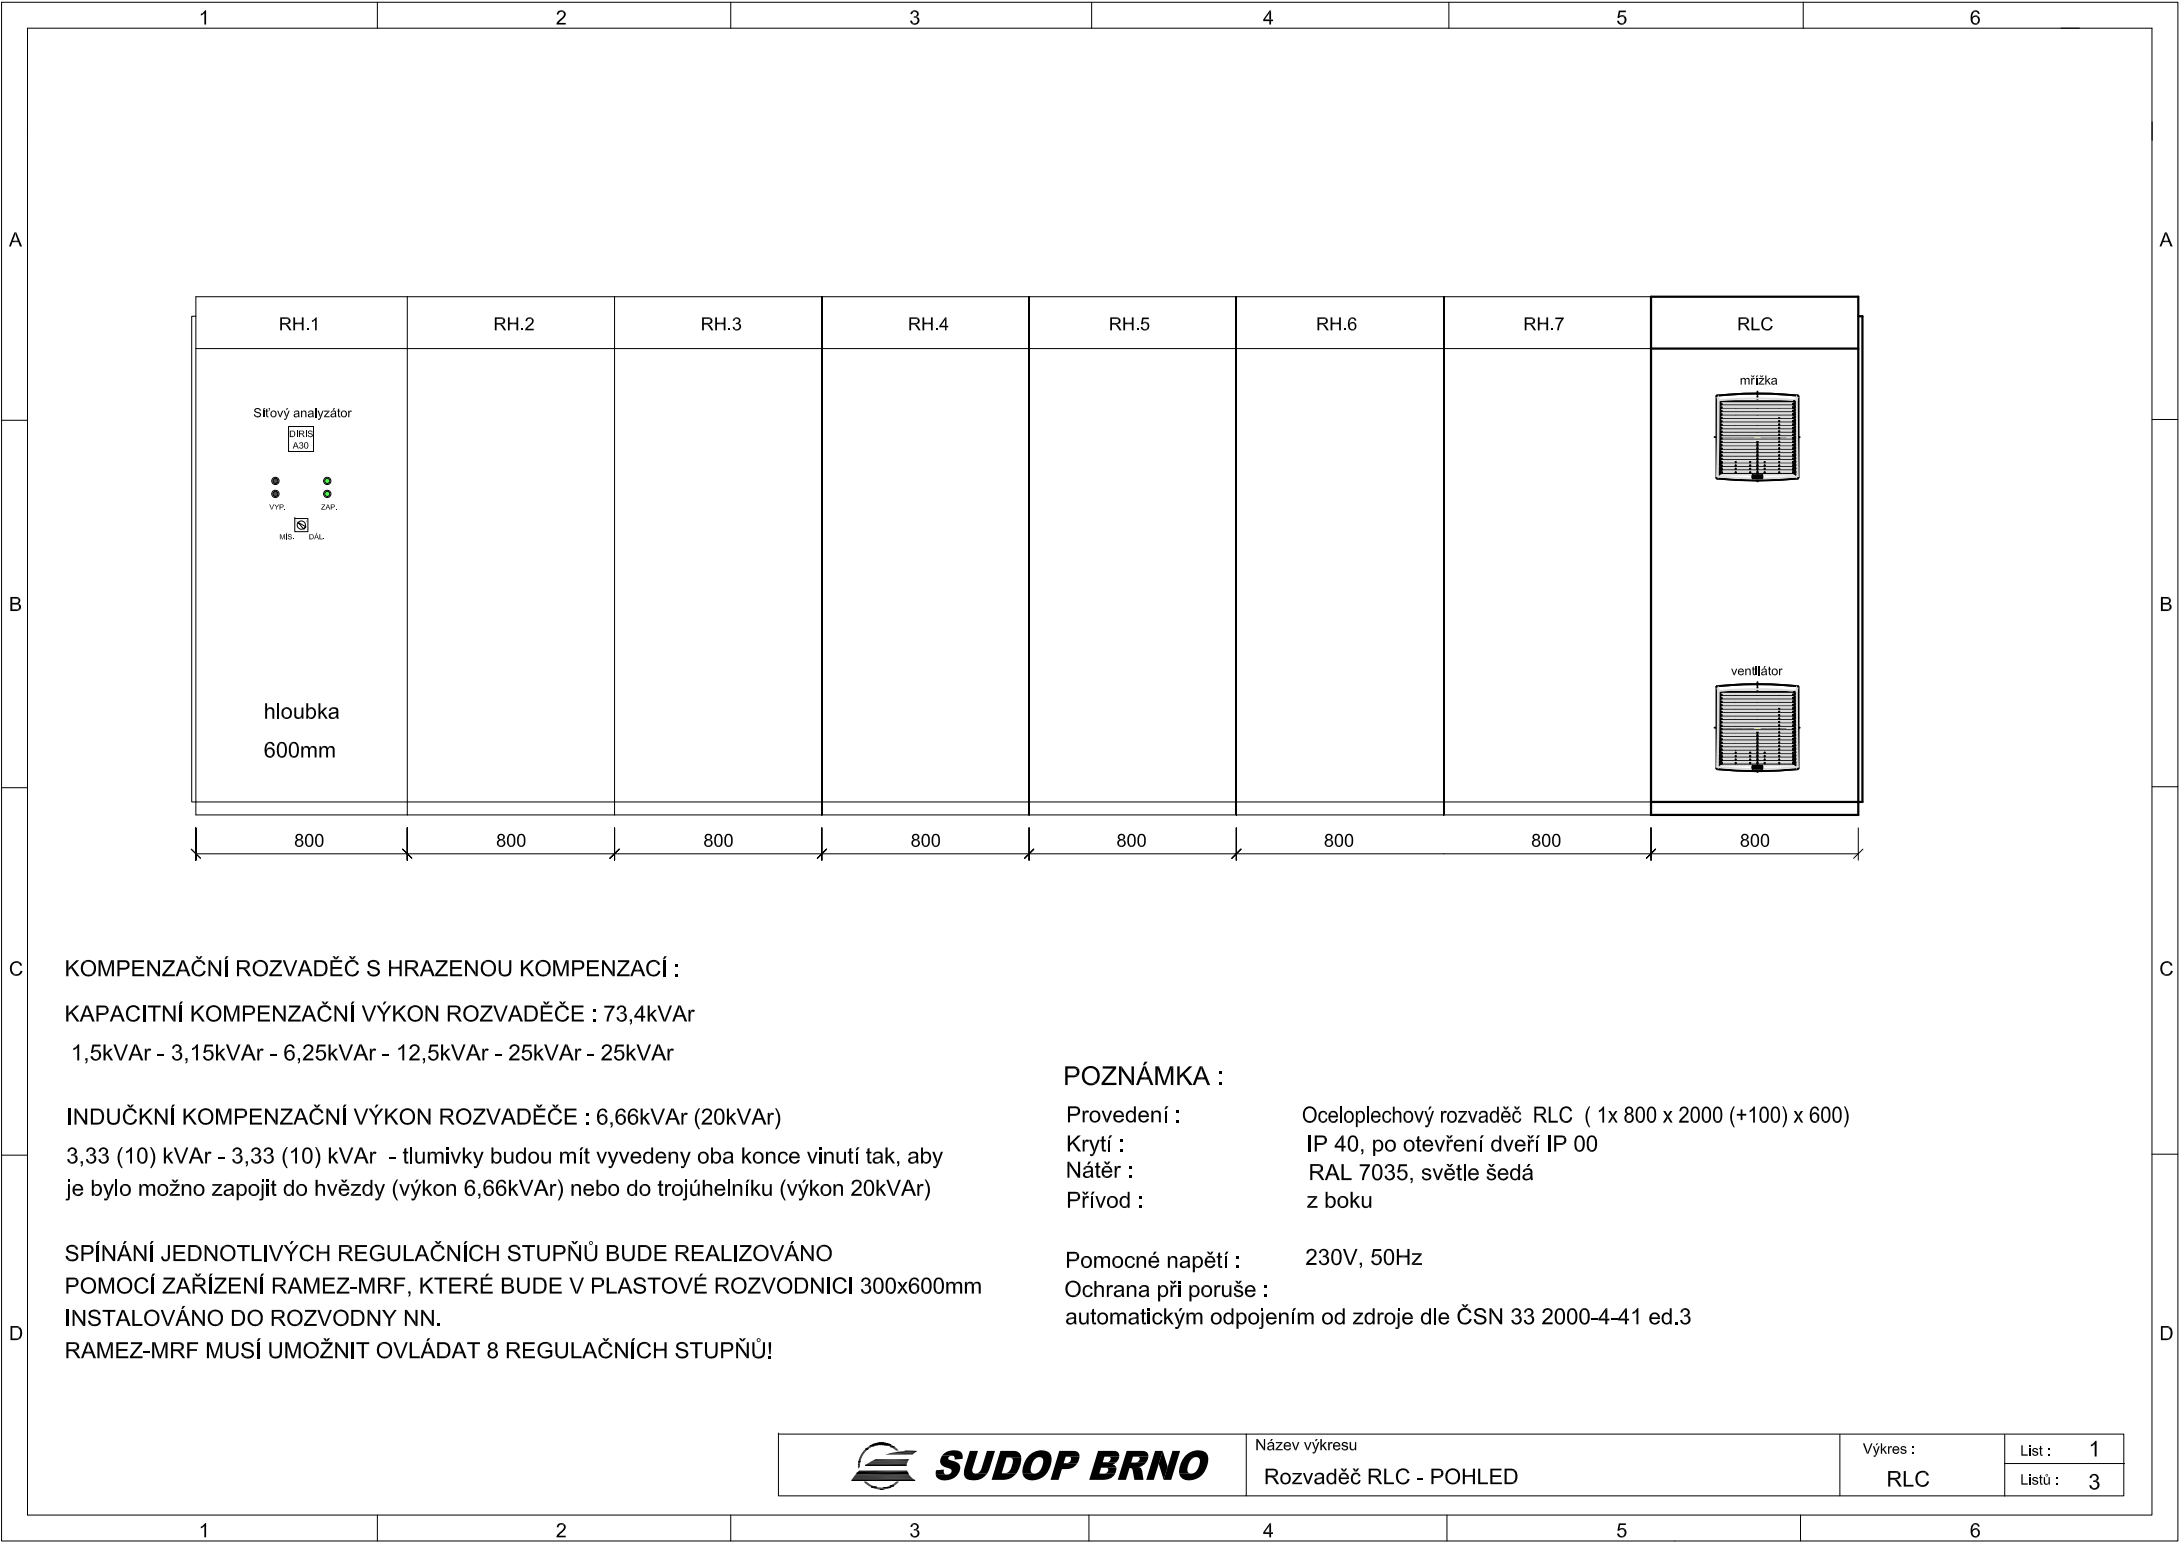 1 2 3 4 5 6
A A
RH.1 RH.2 RH.3 RH.4 RH.5 RH.6 RH.7 RLC
mřížka
Síťový analyzátor
DIRIS
A30
VYP. ZAP.
MÍS. DÁL.
B B
ventilátor
hloubka
600mm
800 800 800 800 800 800 800 800
C C
KOMPENZAČNÍ ROZVADĚČ S HRAZENOU KOMPENZACÍ :
KAPACITNÍ KOMPENZAČNÍ VÝKON ROZVADĚČE : 73,4kVAr
1,5kVAr - 3,15kVAr - 6,25kVAr - 12,5kVAr - 25kVAr - 25kVAr
INDUČKNÍ KOMPENZAČNÍ VÝKON ROZVADĚČE : 6,66kVAr (20kVAr)
3,33 (10) kVAr - 3,33 (10) kVAr - tlumivky budou mít vyvedeny oba konce vinutí tak, aby
je bylo možno zapojit do hvězdy (výkon 6,66kVAr) nebo do trojúhelníku (výkon 20kVAr)
SPÍNÁNÍ JEDNOTLIVÝCH REGULAČNÍCH STUPŇŮ BUDE REALIZOVÁNO
POMOCÍ ZAŘÍZENÍ RAMEZ-MRF, KTERÉ BUDE V PLASTOVÉ ROZVODNICI 300x600mm
INSTALOVÁNO DO ROZVODNY NN.
RAMEZ-MRF MUSÍ UMOŽNIT OVLÁDAT 8 REGULAČNÍCH STUPŇŮ!
POZNÁMKA :
Provedení : Oceloplechový rozvaděč RLC ( 1x 800 x 2000 (+100) x 600)
Krytí : IP 40, po otevření dveří IP 00
Nátěr : RAL 7035, světle šedá
Přívod : z boku
Pomocné napětí : 230V, 50Hz
Ochrana při poruše :
automatickým odpojením od zdroje dle ČSN 33 2000-4-41 ed.3
D D
SUDOP BRNO
Název výkresu
Rozvaděč RLC - POHLED
Výkres :
RLC
List : 1
Listů : 3
1 2 3 4 5 6